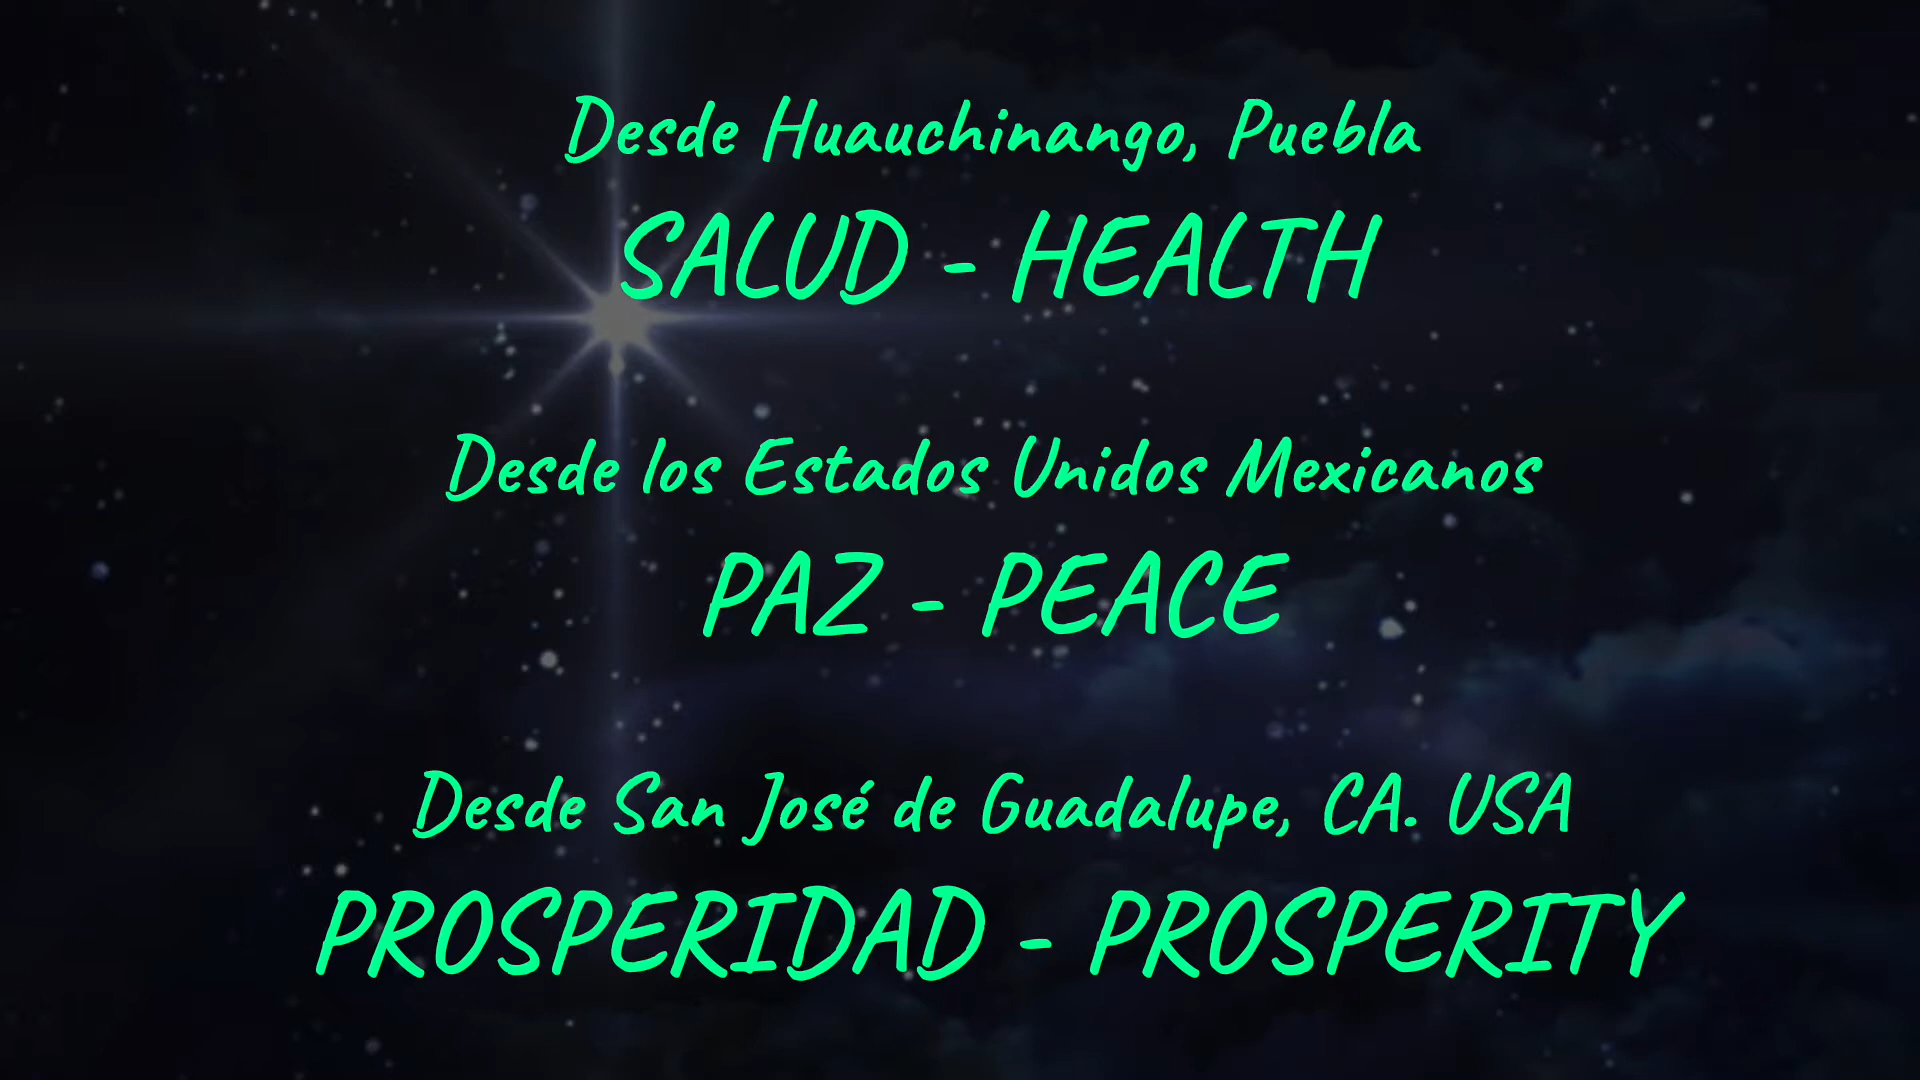 Desde Huauchinango, Puebla
SALUD - HEALTH
Desde los Estados Unidos Mexicanos
PAZ - PEACE
Desde San José de Guadalupe, CA. USA
PROSPERIDAD - PROSPERITY